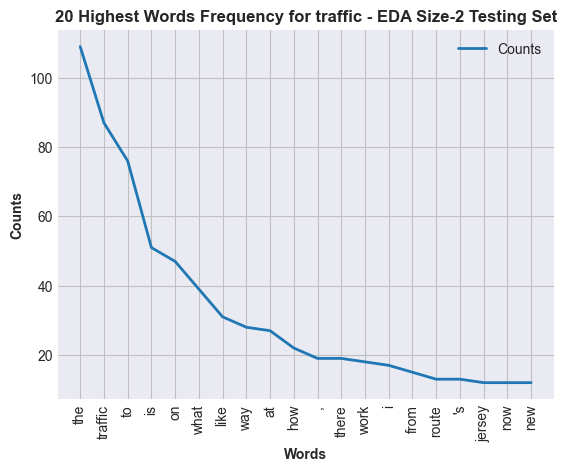 20 Highest Words Frequency for traffic - EDA Size-2 Testing Set
Counts
100
80
60
40
20
Counts
the
traffic
to
is
on
what
like
way
at
how
,
there
work
i
from
route
's
jersey
now
new
Words